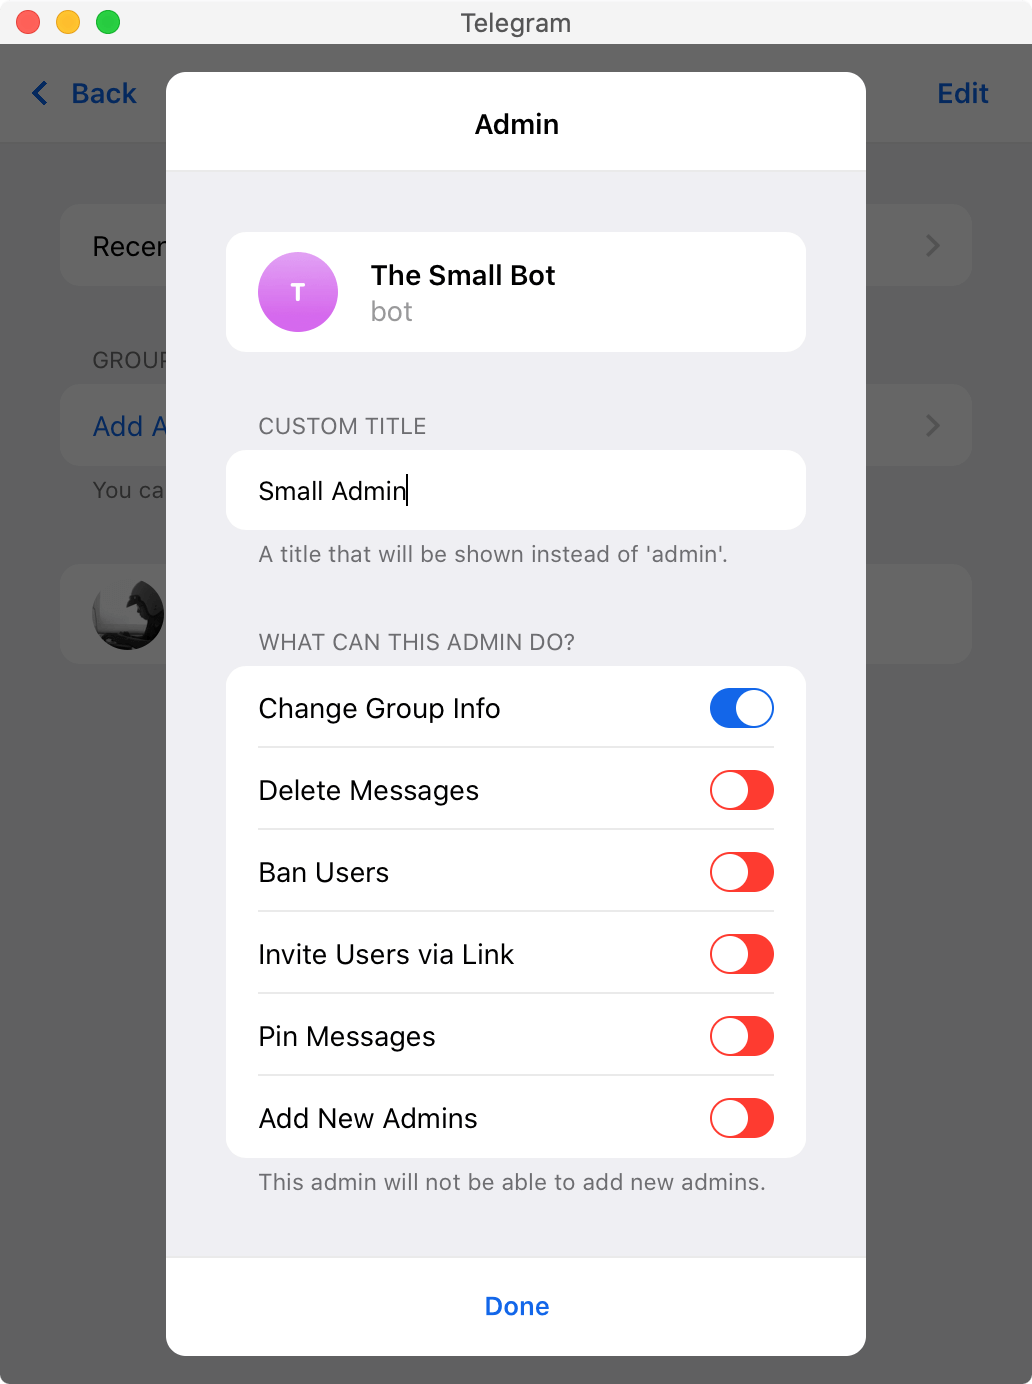 Telegram
Back
Edit
Admin
Recen
T
The Small Bot
bot
GROUP
CUSTOM TITLE
Add A
Small Admin
You ca
A title that will be shown instead of 'admin'.
WHAT CAN THIS ADMIN DO?
Change Group Info
Delete Messages
Ban Users
Invite Users via Link
Pin Messages
Add New Admins
This admin will not be able to add new admins.
Done